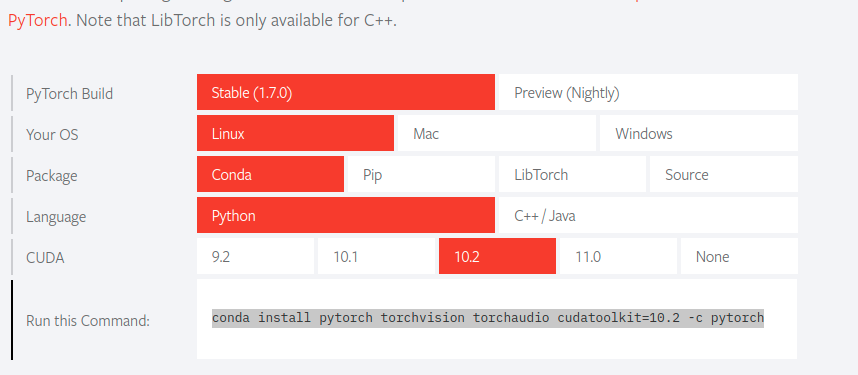 PyTorch. Note that LibTorch is only available for C++.
PyTorch Build Stable (1.7.0) Preview (Nightly)
Your OS Linux Mac Windows
Package Conda Pip LibTorch Source
Language Python C++ / Java
CUDA 9.2 10.1 10.2 11.0 None
Run this Command: conda install pytorch torchvision torchaudio cudatoolkit=10.2 -c pytorch